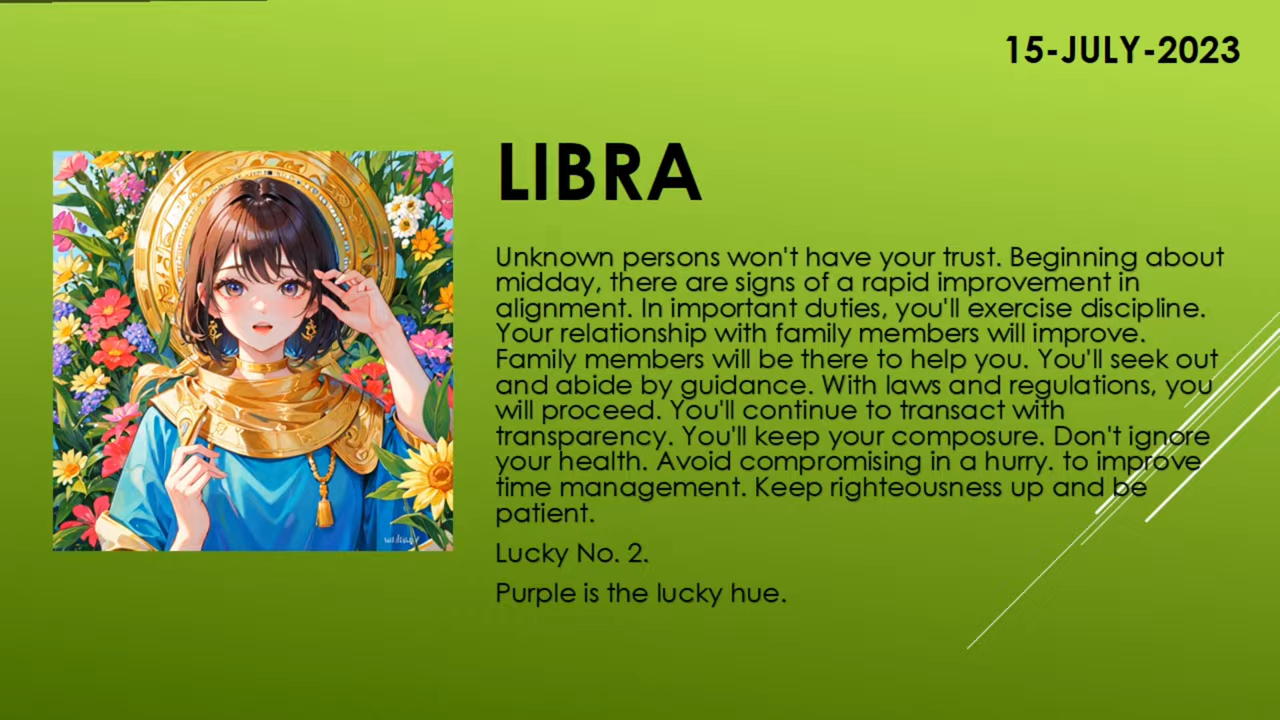 15-JULY-2023
LIBRA
Unknown persons won't have your trust. Beginning about
midday, there are signs of a rapid improvement in
alignment. In important duties, you'll exercise discipline.
Your relationship with family members will improve.
Family members will be there to help you. You'll seek out
and abide by guidance. With laws and regulations, you
will proceed. You'll continue to transact with
transparency. You'll keep your composure. Don't ignore
your health. Avoid compromising in a hurry. to improve
time management. Keep righteousness up and be
patient.
Lucky No. 2.
Purple is the lucky hue.